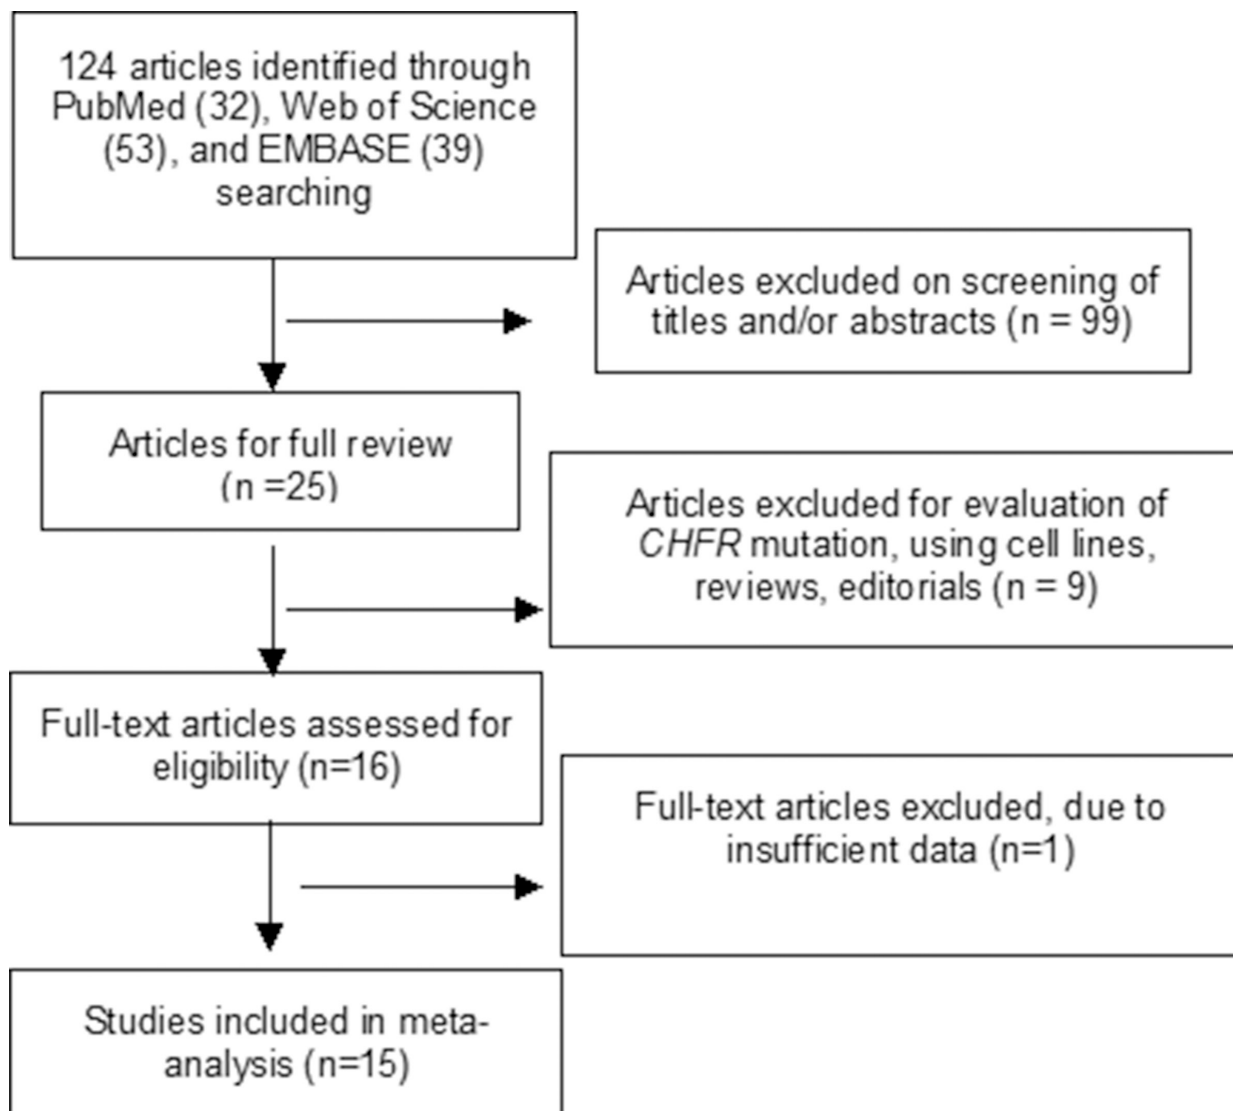 124 articles identified through
PubMed (32), Web of Science
(53), and EMBASE (39)
searching
Articles excluded on screening of
titles and/or abstracts (n = 99)
Articles for full review
(n =25)
Articles excluded for evaluation of
CHFR mutation, using cell lines,
reviews, editorials (n = 9)
Full-text articles assessed for
eligibility (n=16)
Full-text articles excluded, due to
insufficient data (n=1)
Studies included in meta-
analysis (n=15)